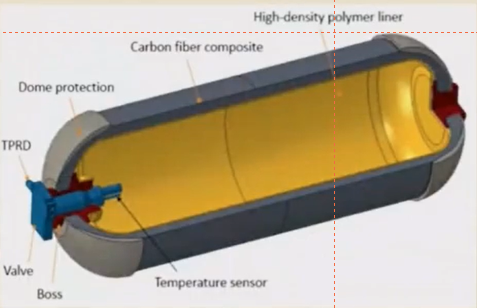 High-density polymer liner
Carbon fiber composite
Dome protection
TPRD
Valve
Boss
Temperature sensor